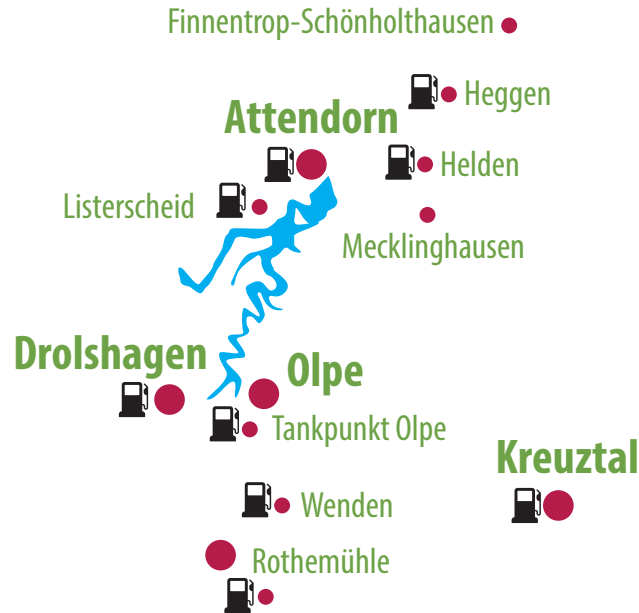 Finnentrop-Schönholthausen
Heggen
Attendorn
Helden
Listerscheid
Mecklinghausen
Drolshagen
Olpe
Tankpunkt Olpe
Kreuztal
Wenden
Rothemühle